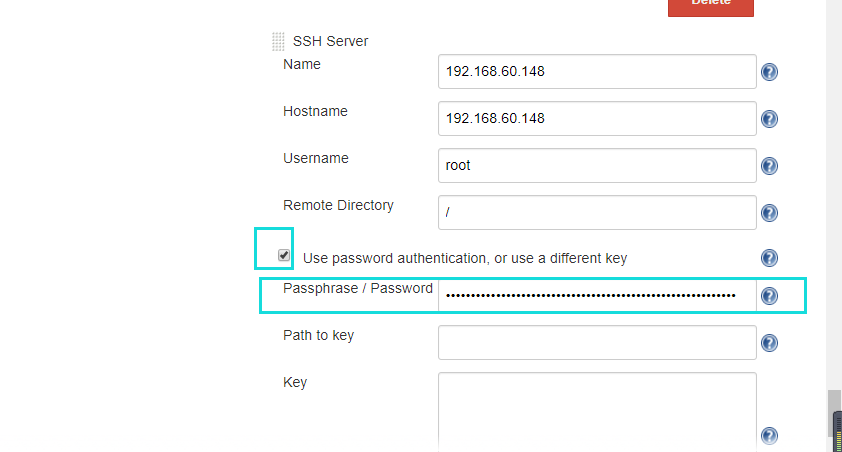 Delete
SSH Server
Name
192.168.60.148
Hostname
192.168.60.148
Username
root
Remote Directory
/
Use password authentication, or use a different key
Passphrase / Password
••••••••••••••••••••••••••••••••••••••••••••••••••••••••••
Path to key
Key